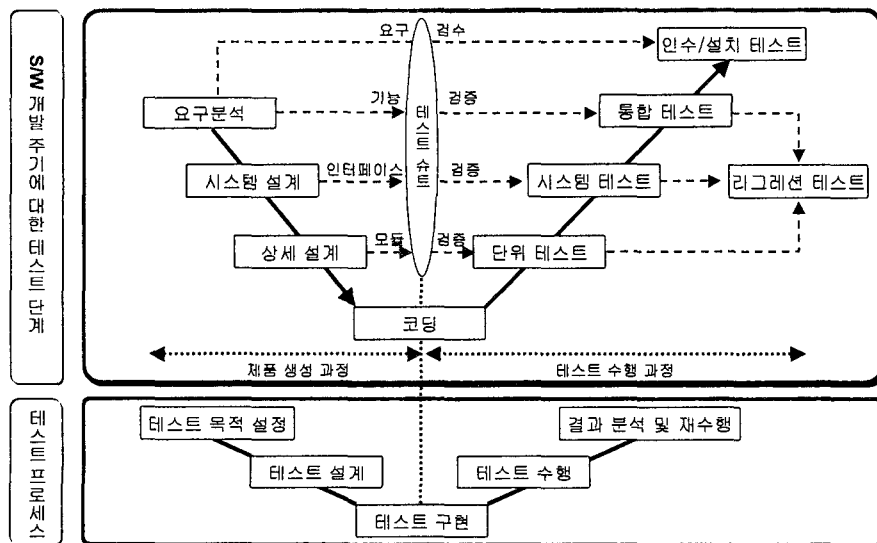 S/W 개발 주기에 대한 테스트 단계
요구 검수
인수/설치 테스트
요구분석
기능 검증
통합 테스트
테스트 슈트
시스템 설계
인터페이스 검증
시스템 테스트
리그레션 테스트
상세 설계
모듈 검증
단위 테스트
코딩
제품 생성 과정
테스트 수행 과정
테스트 프로세스
테스트 목적 설정
결과 분석 및 재수행
테스트 설계
테스트 수행
테스트 구현